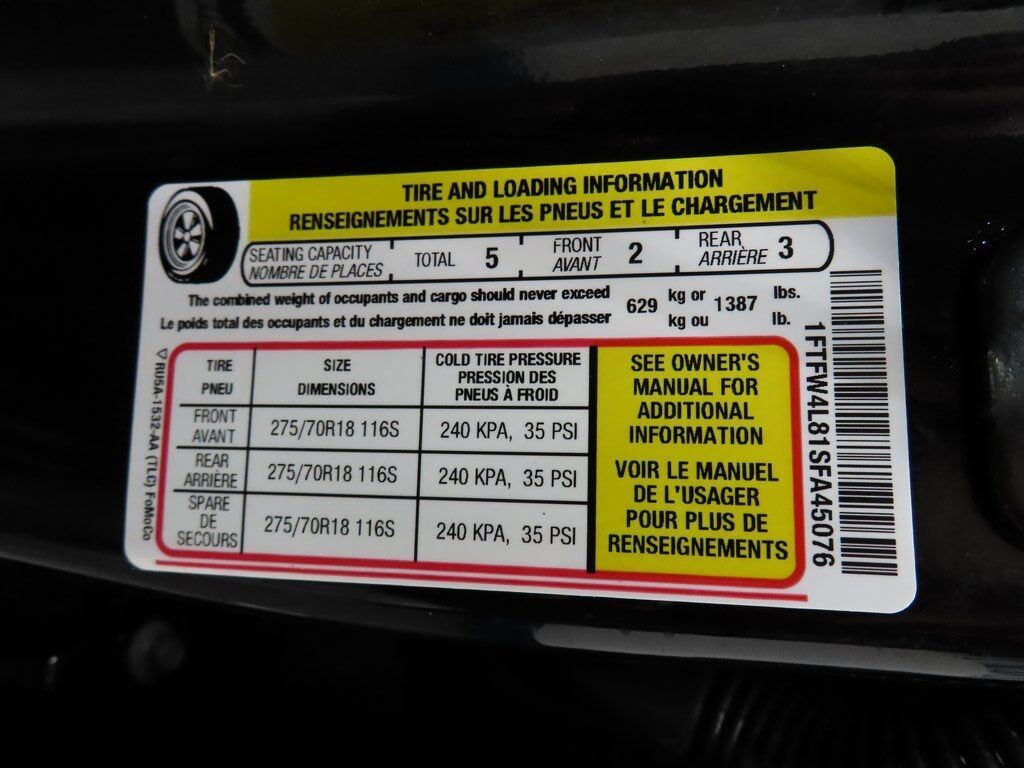 TIRE AND LOADING INFORMATION
RENSEIGNEMENTS SUR LES PNEUS ET LE CHARGEMENT
SEATING CAPACITY
NOMBRE DE PLACES
TOTAL 5
FRONT
AVANT 2
REAR
ARRIÈRE 3
The combined weight of occupants and cargo should never exceed 629 kg or 1387 lbs.
Le poids total des occupants et du chargement ne doit jamais dépasser kg ou lb.
TIRE
PNEU
SIZE
DIMENSIONS
COLD TIRE PRESSURE
PRESSION DES
PNEUS À FROID
FRONT
AVANT
275/70R18 116S
240 KPA, 35 PSI
REAR
ARRIÈRE
275/70R18 116S
240 KPA, 35 PSI
SPARE
DE
SECOURS
275/70R18 116S
240 KPA, 35 PSI
SEE OWNER'S
MANUAL FOR
ADDITIONAL
INFORMATION
VOIR LE MANUEL
DE L'USAGER
POUR PLUS DE
RENSEIGNEMENTS
RU5A-1532-AA (TLC) FoMoCo
1FTFW4L81SFA45076